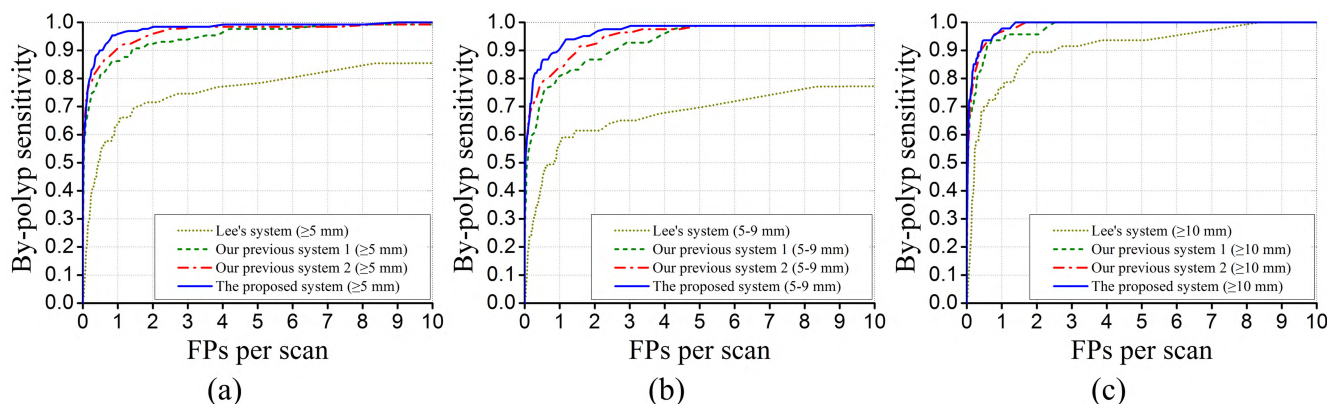 By-polyp sensitivity
1.0
0.9
0.8
0.7
0.6
0.5
0.4
0.3
0.2
0.1
0.0
Lee's system (≥5 mm)
Our previous system 1 (≥5 mm)
Our previous system 2 (≥5 mm)
The proposed system (≥5 mm)
0 1 2 3 4 5 6 7 8 9 10
FPs per scan
(a)
By-polyp sensitivity
1.0
0.9
0.8
0.7
0.6
0.5
0.4
0.3
0.2
0.1
0.0
Lee's system (5-9 mm)
Our previous system 1 (5-9 mm)
Our previous system 2 (5-9 mm)
The proposed system (5-9 mm)
0 1 2 3 4 5 6 7 8 9 10
FPs per scan
(b)
By-polyp sensitivity
1.0
0.9
0.8
0.7
0.6
0.5
0.4
0.3
0.2
0.1
0.0
Lee's system (≥10 mm)
Our previous system 1 (≥10 mm)
Our previous system 2 (≥10 mm)
The proposed system (≥10 mm)
0 1 2 3 4 5 6 7 8 9 10
FPs per scan
(c)